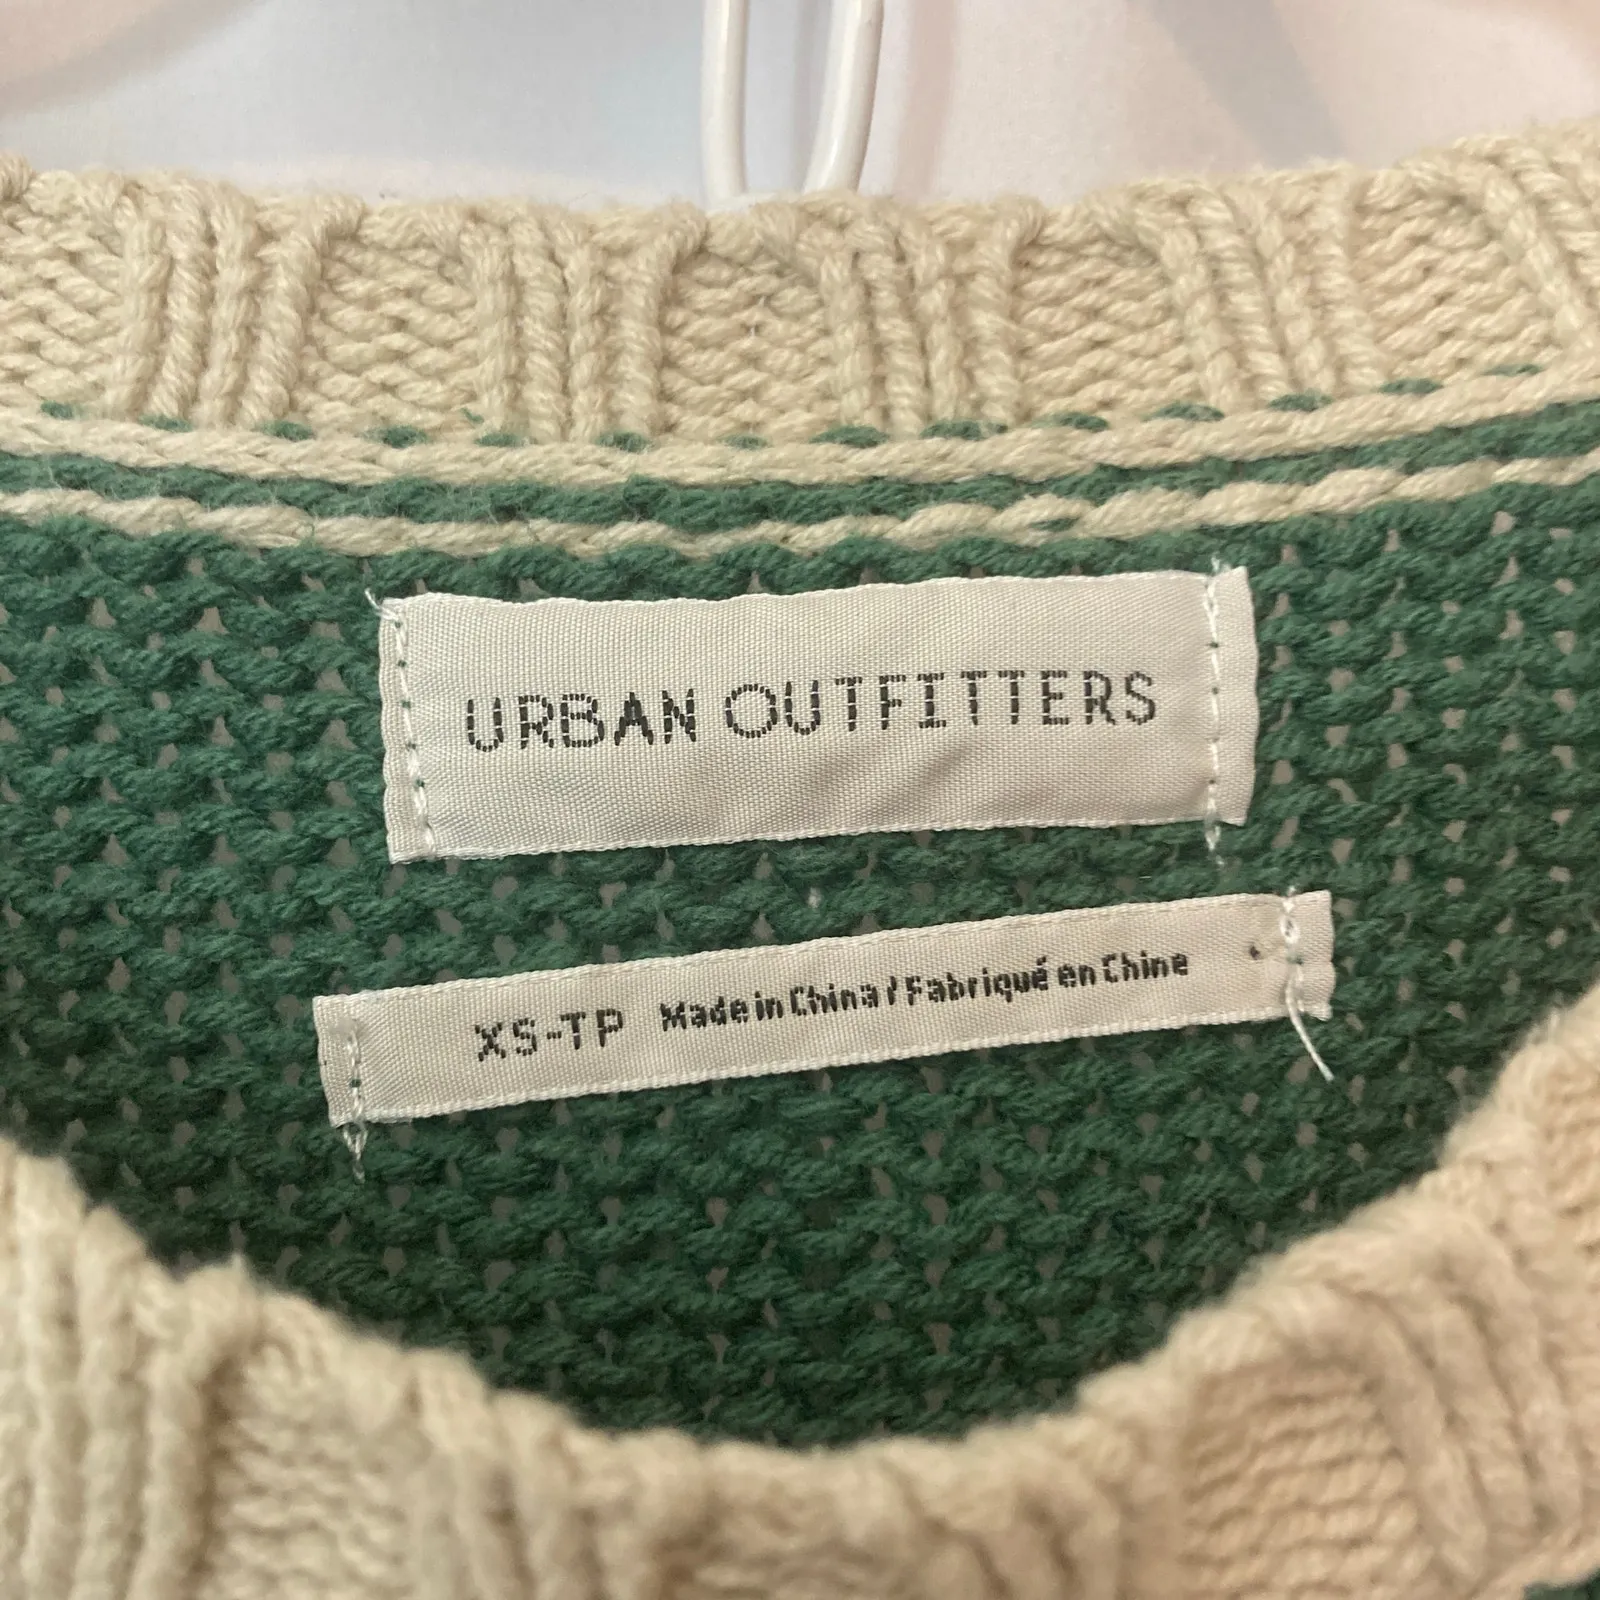 URBAN OUTFITTERS
XS-TP Made in China / Fabriqué en Chine